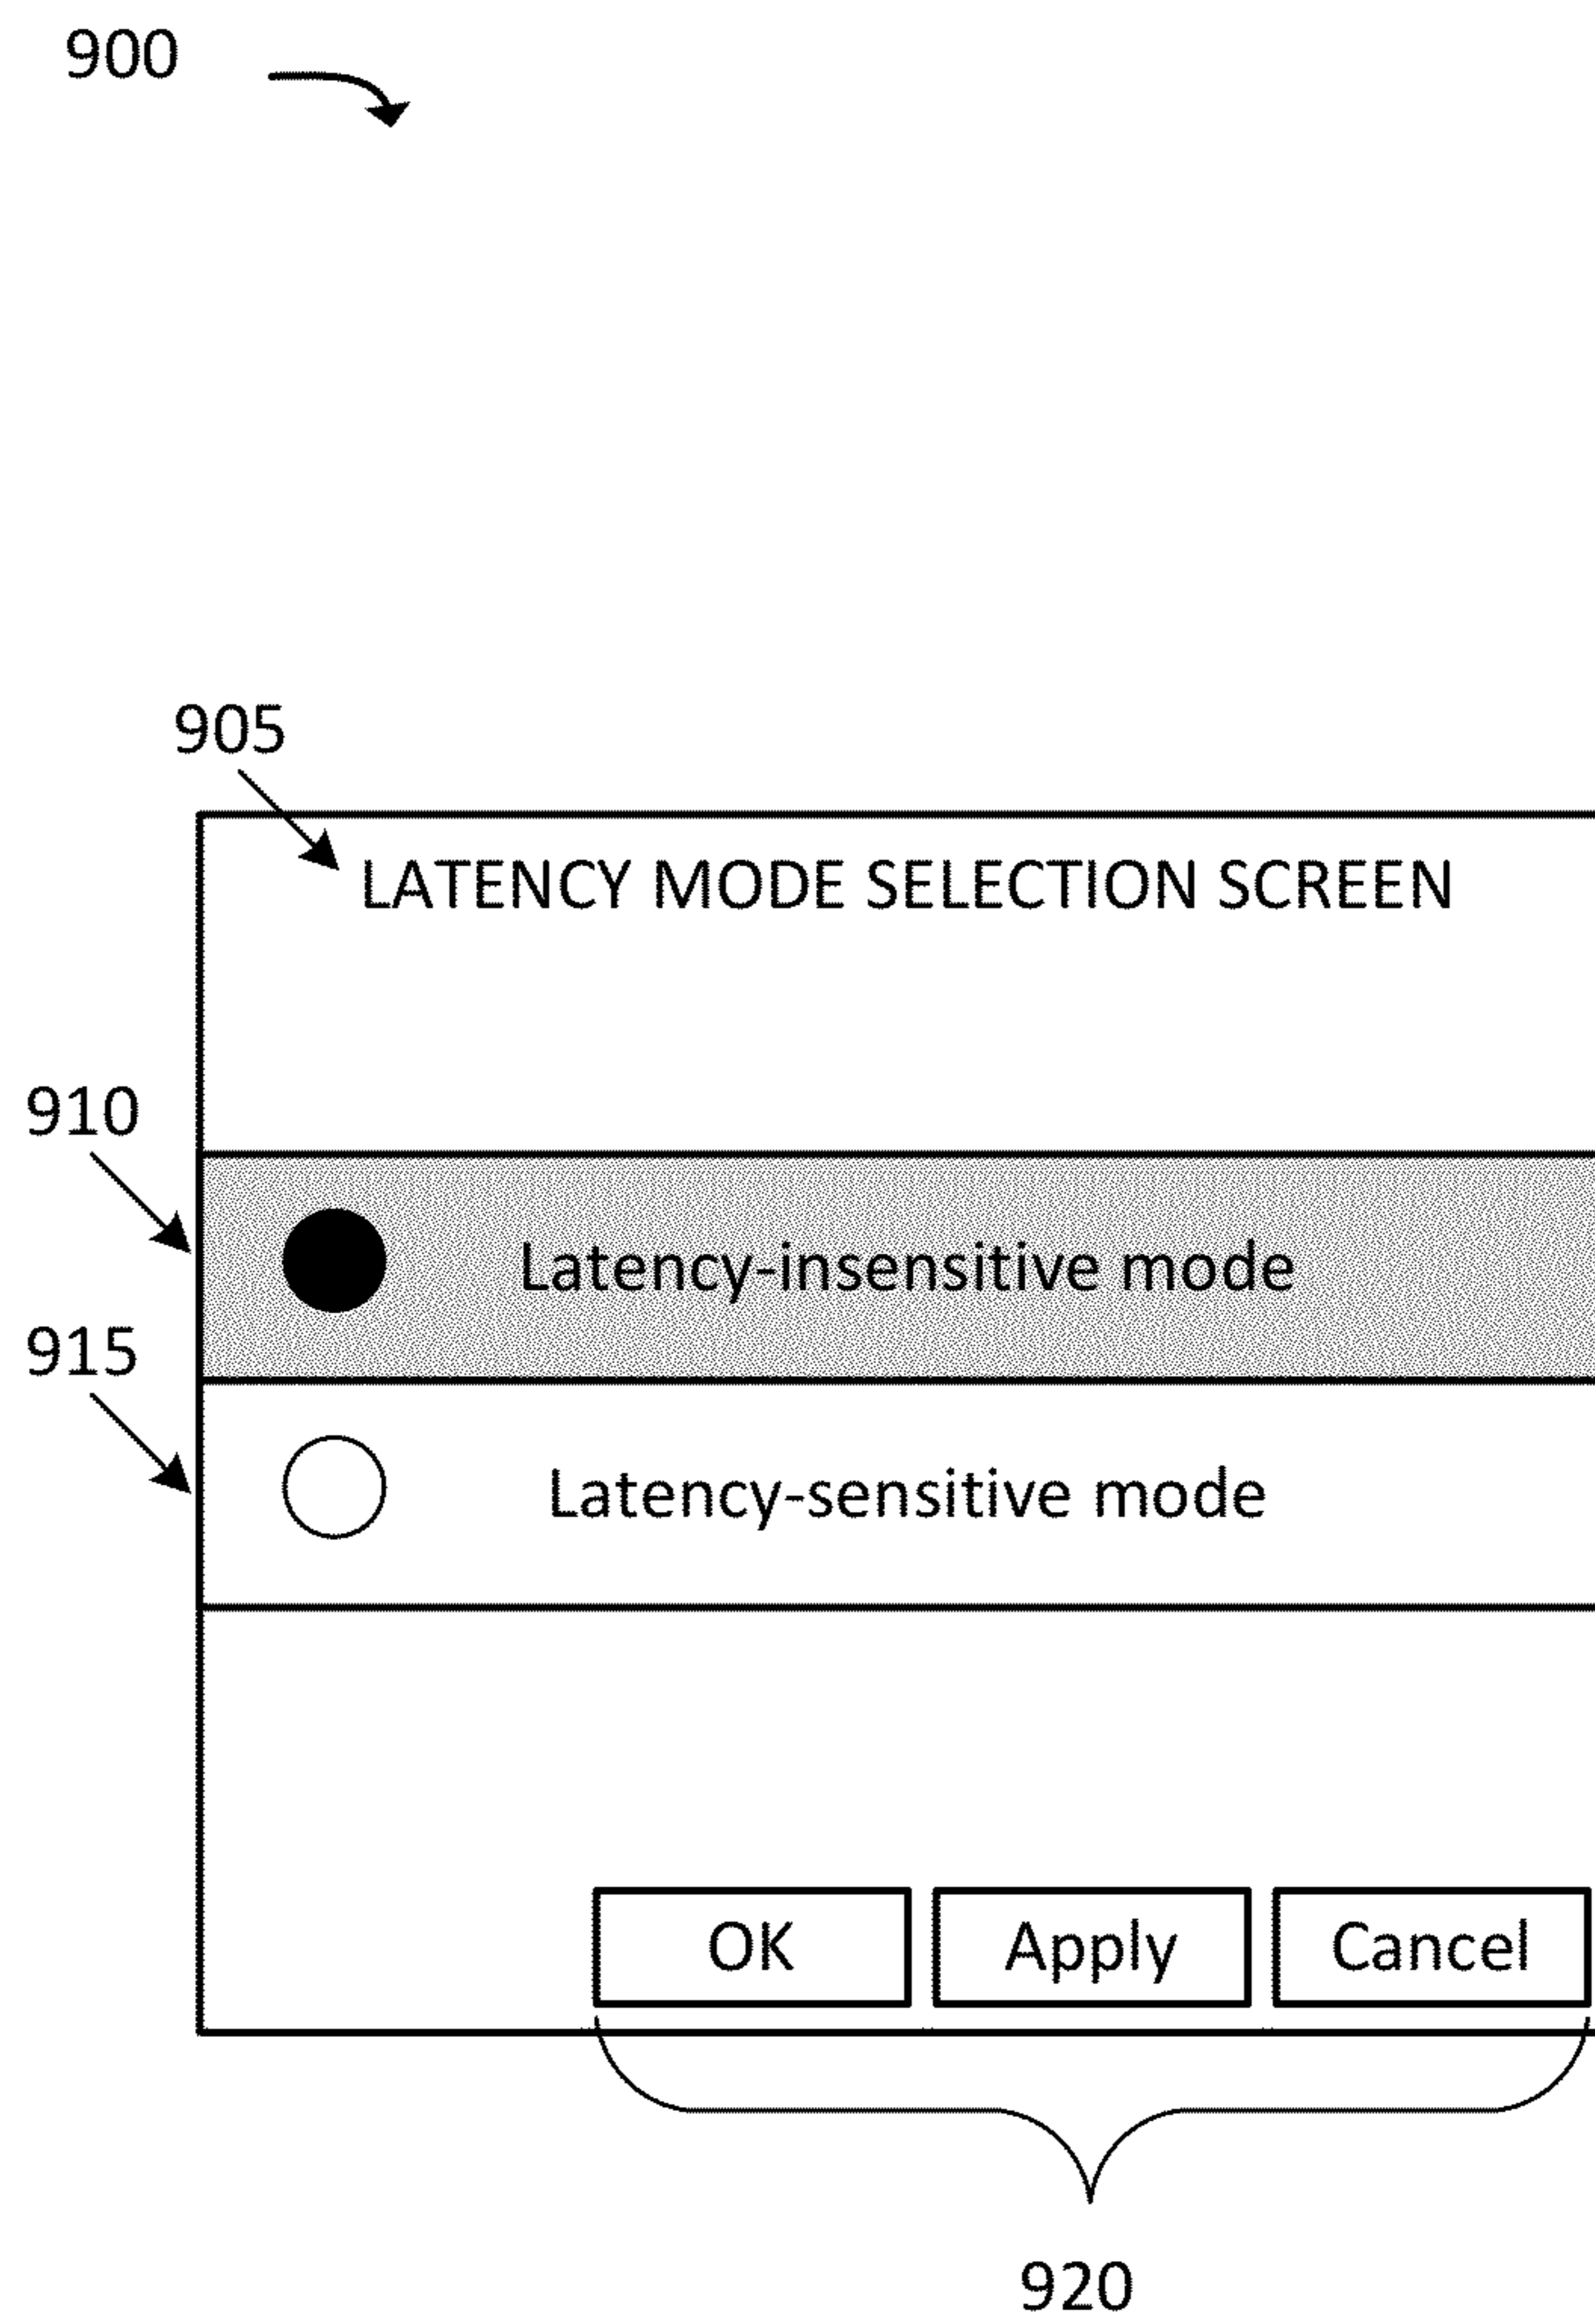 900
905
LATENCY MODE SELECTION SCREEN
910
Latency-insensitive mode
915
Latency-sensitive mode
OK Apply Cancel
920